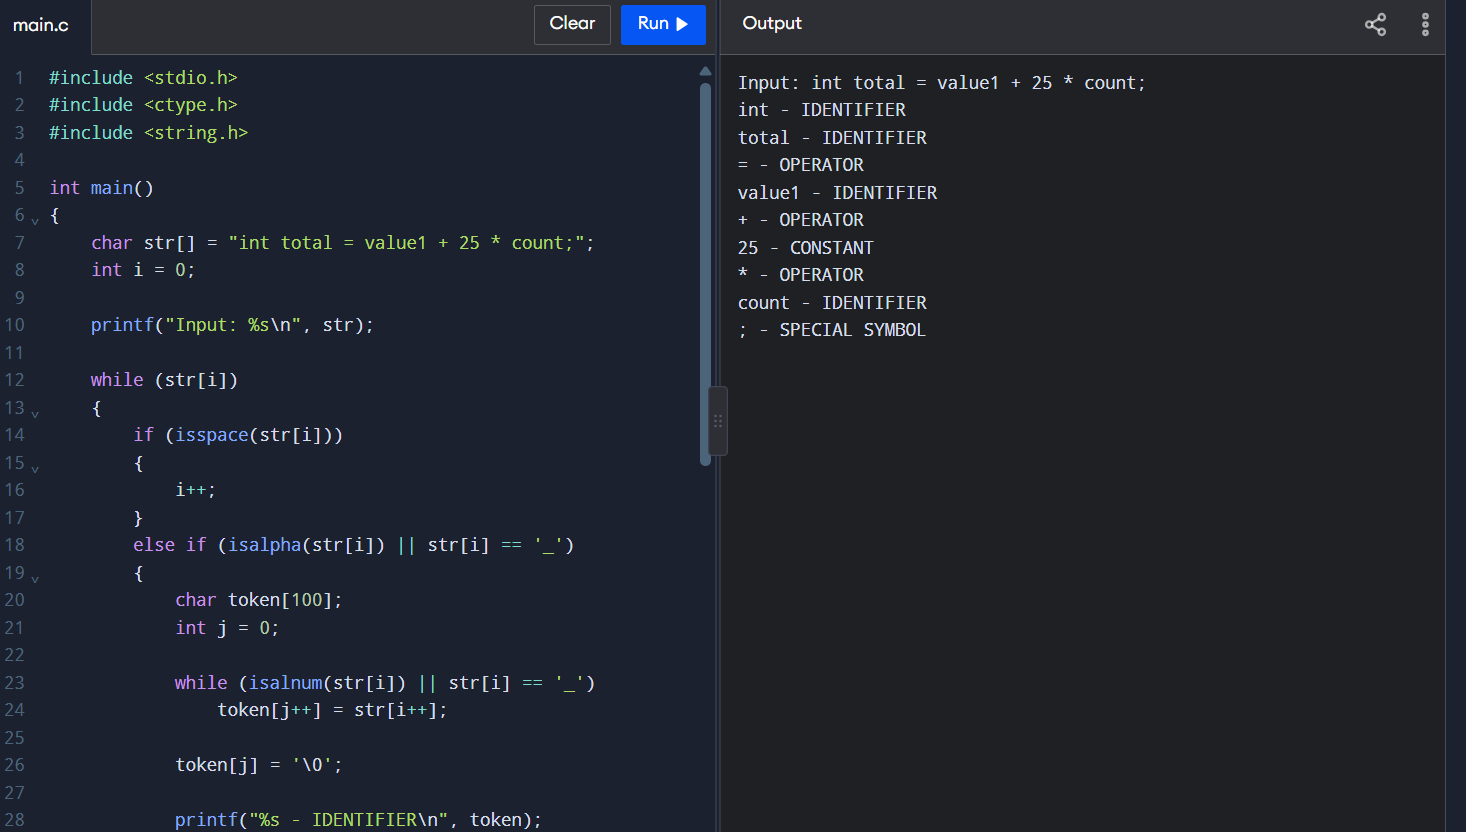 main.c
Clear
Run
1 #include <stdio.h>
2 #include <ctype.h>
3 #include <string.h>
4
5 int main()
6 {
7     char str[] = "int total = value1 + 25 * count;";
8     int i = 0;
9
10     printf("Input: %s\n", str);
11
12     while (str[i])
13     {
14         if (isspace(str[i]))
15         {
16             i++;
17         }
18         else if (isalpha(str[i]) || str[i] == '_')
19         {
20             char token[100];
21             int j = 0;
22
23             while (isalnum(str[i]) || str[i] == '_')
24                 token[j++] = str[i++];
25
26             token[j] = '\0';
27
28             printf("%s - IDENTIFIER\n", token);
Output
Input: int total = value1 + 25 * count;
int - IDENTIFIER
total - IDENTIFIER
= - OPERATOR
value1 - IDENTIFIER
+ - OPERATOR
25 - CONSTANT
* - OPERATOR
count - IDENTIFIER
; - SPECIAL SYMBOL